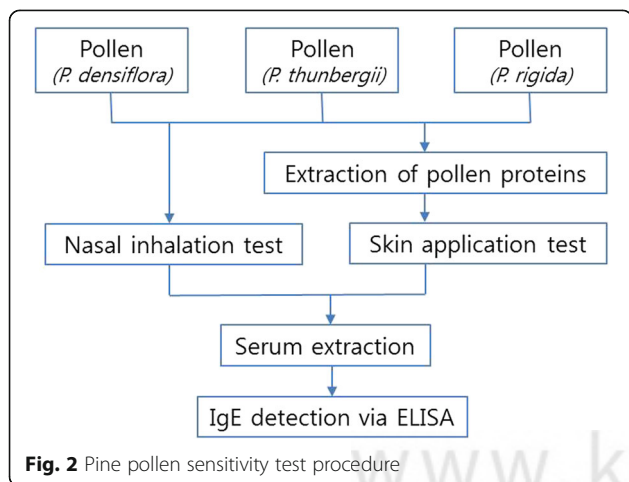 Pollen Pollen Pollen
(P. densiflora) (P. thunbergii) (P. rigida)
Extraction of pollen proteins
Nasal inhalation test Skin application test
Serum extraction
IgE detection via ELISA
Fig. 2 Pine pollen sensitivity test procedure
www.k